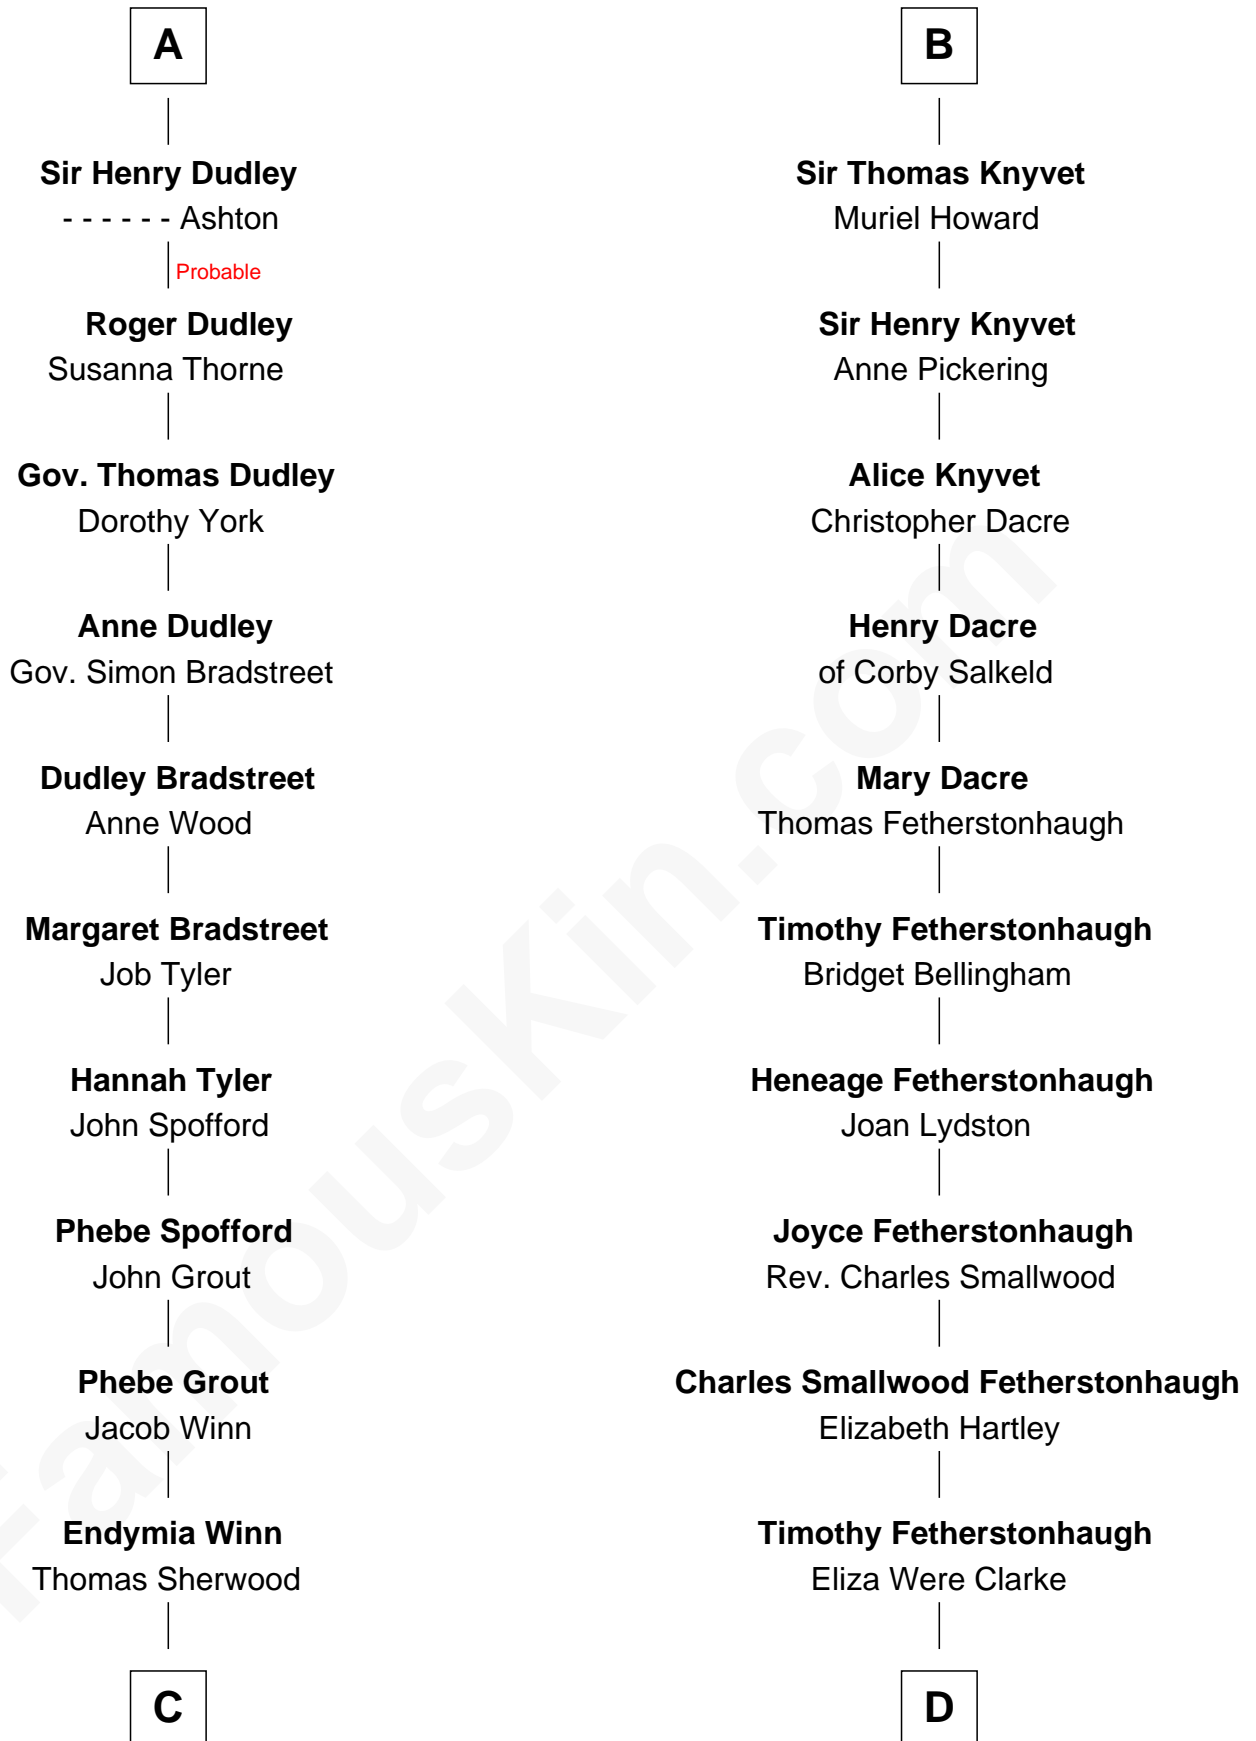 A
Sir Henry Dudley
- - - - - - Ashton
Probable
Roger Dudley
Susanna Thorne
Gov. Thomas Dudley
Dorothy York
Anne Dudley
Gov. Simon Bradstreet
Dudley Bradstreet
Anne Wood
Margaret Bradstreet
Job Tyler
Hannah Tyler
John Spofford
Phebe Spofford
John Grout
Phebe Grout
Jacob Winn
Endymia Winn
Thomas Sherwood
C
B
Sir Thomas Knyvet
Muriel Howard
Sir Henry Knyvet
Anne Pickering
Alice Knyvet
Christopher Dacre
Henry Dacre
of Corby Salkeld
Mary Dacre
Thomas Fetherstonhaugh
Timothy Fetherstonhaugh
Bridget Bellingham
Heneage Fetherstonhaugh
Joan Lydston
Joyce Fetherstonhaugh
Rev. Charles Smallwood
Charles Smallwood Fetherstonhaugh
Elizabeth Hartley
Timothy Fetherstonhaugh
Eliza Were Clarke
D
FamousKin.com